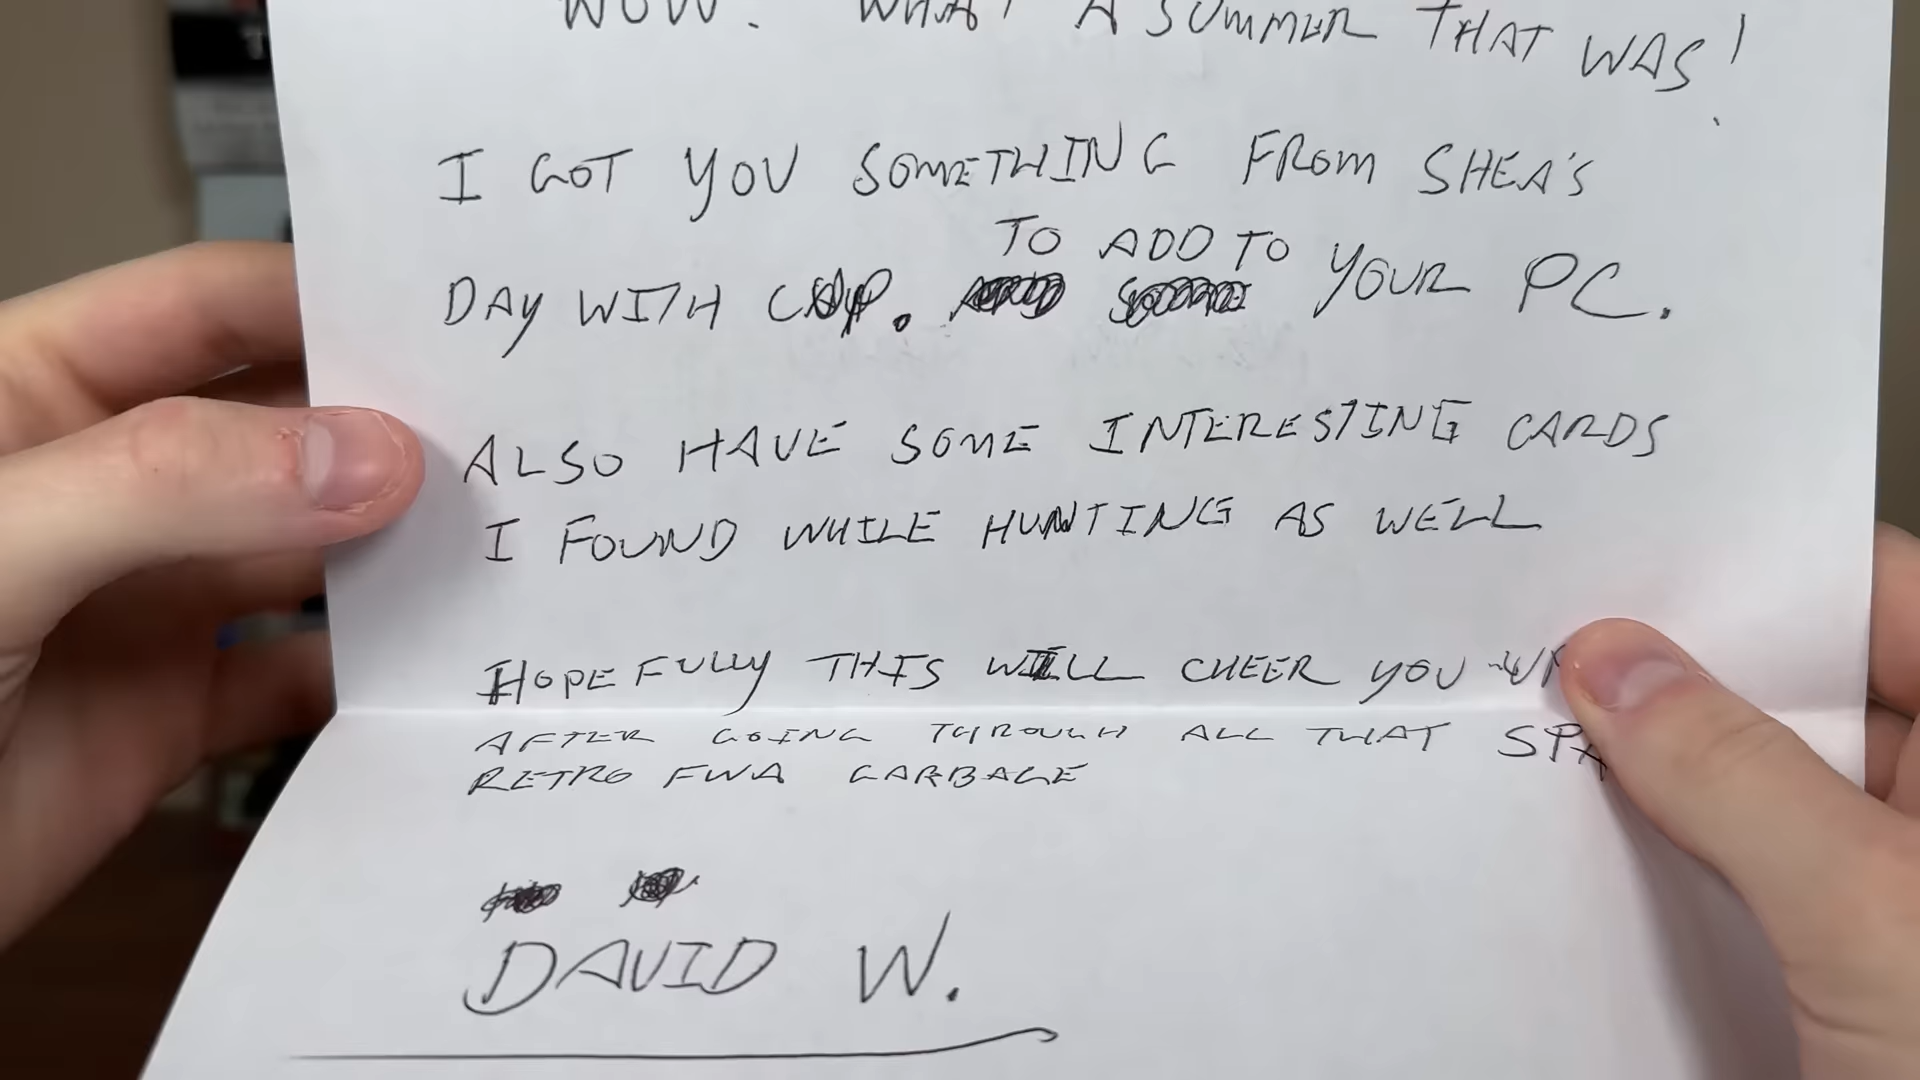 WOW. WHAT A SUMMER THAT WAS!
I GOT YOU SOMETHING FROM SHEA'S
TO ADD TO
DAY WITH CUP. YOUR PC.
ALSO HAVE SOME INTERESTING CARDS
I FOUND WHILE HUNTING AS WELL
HOPEFULLY THIS WILL CHEER YOU
AFTER GOING THROUGH ALL THAT
RETRO FWA GARBAGE
DAVID W.